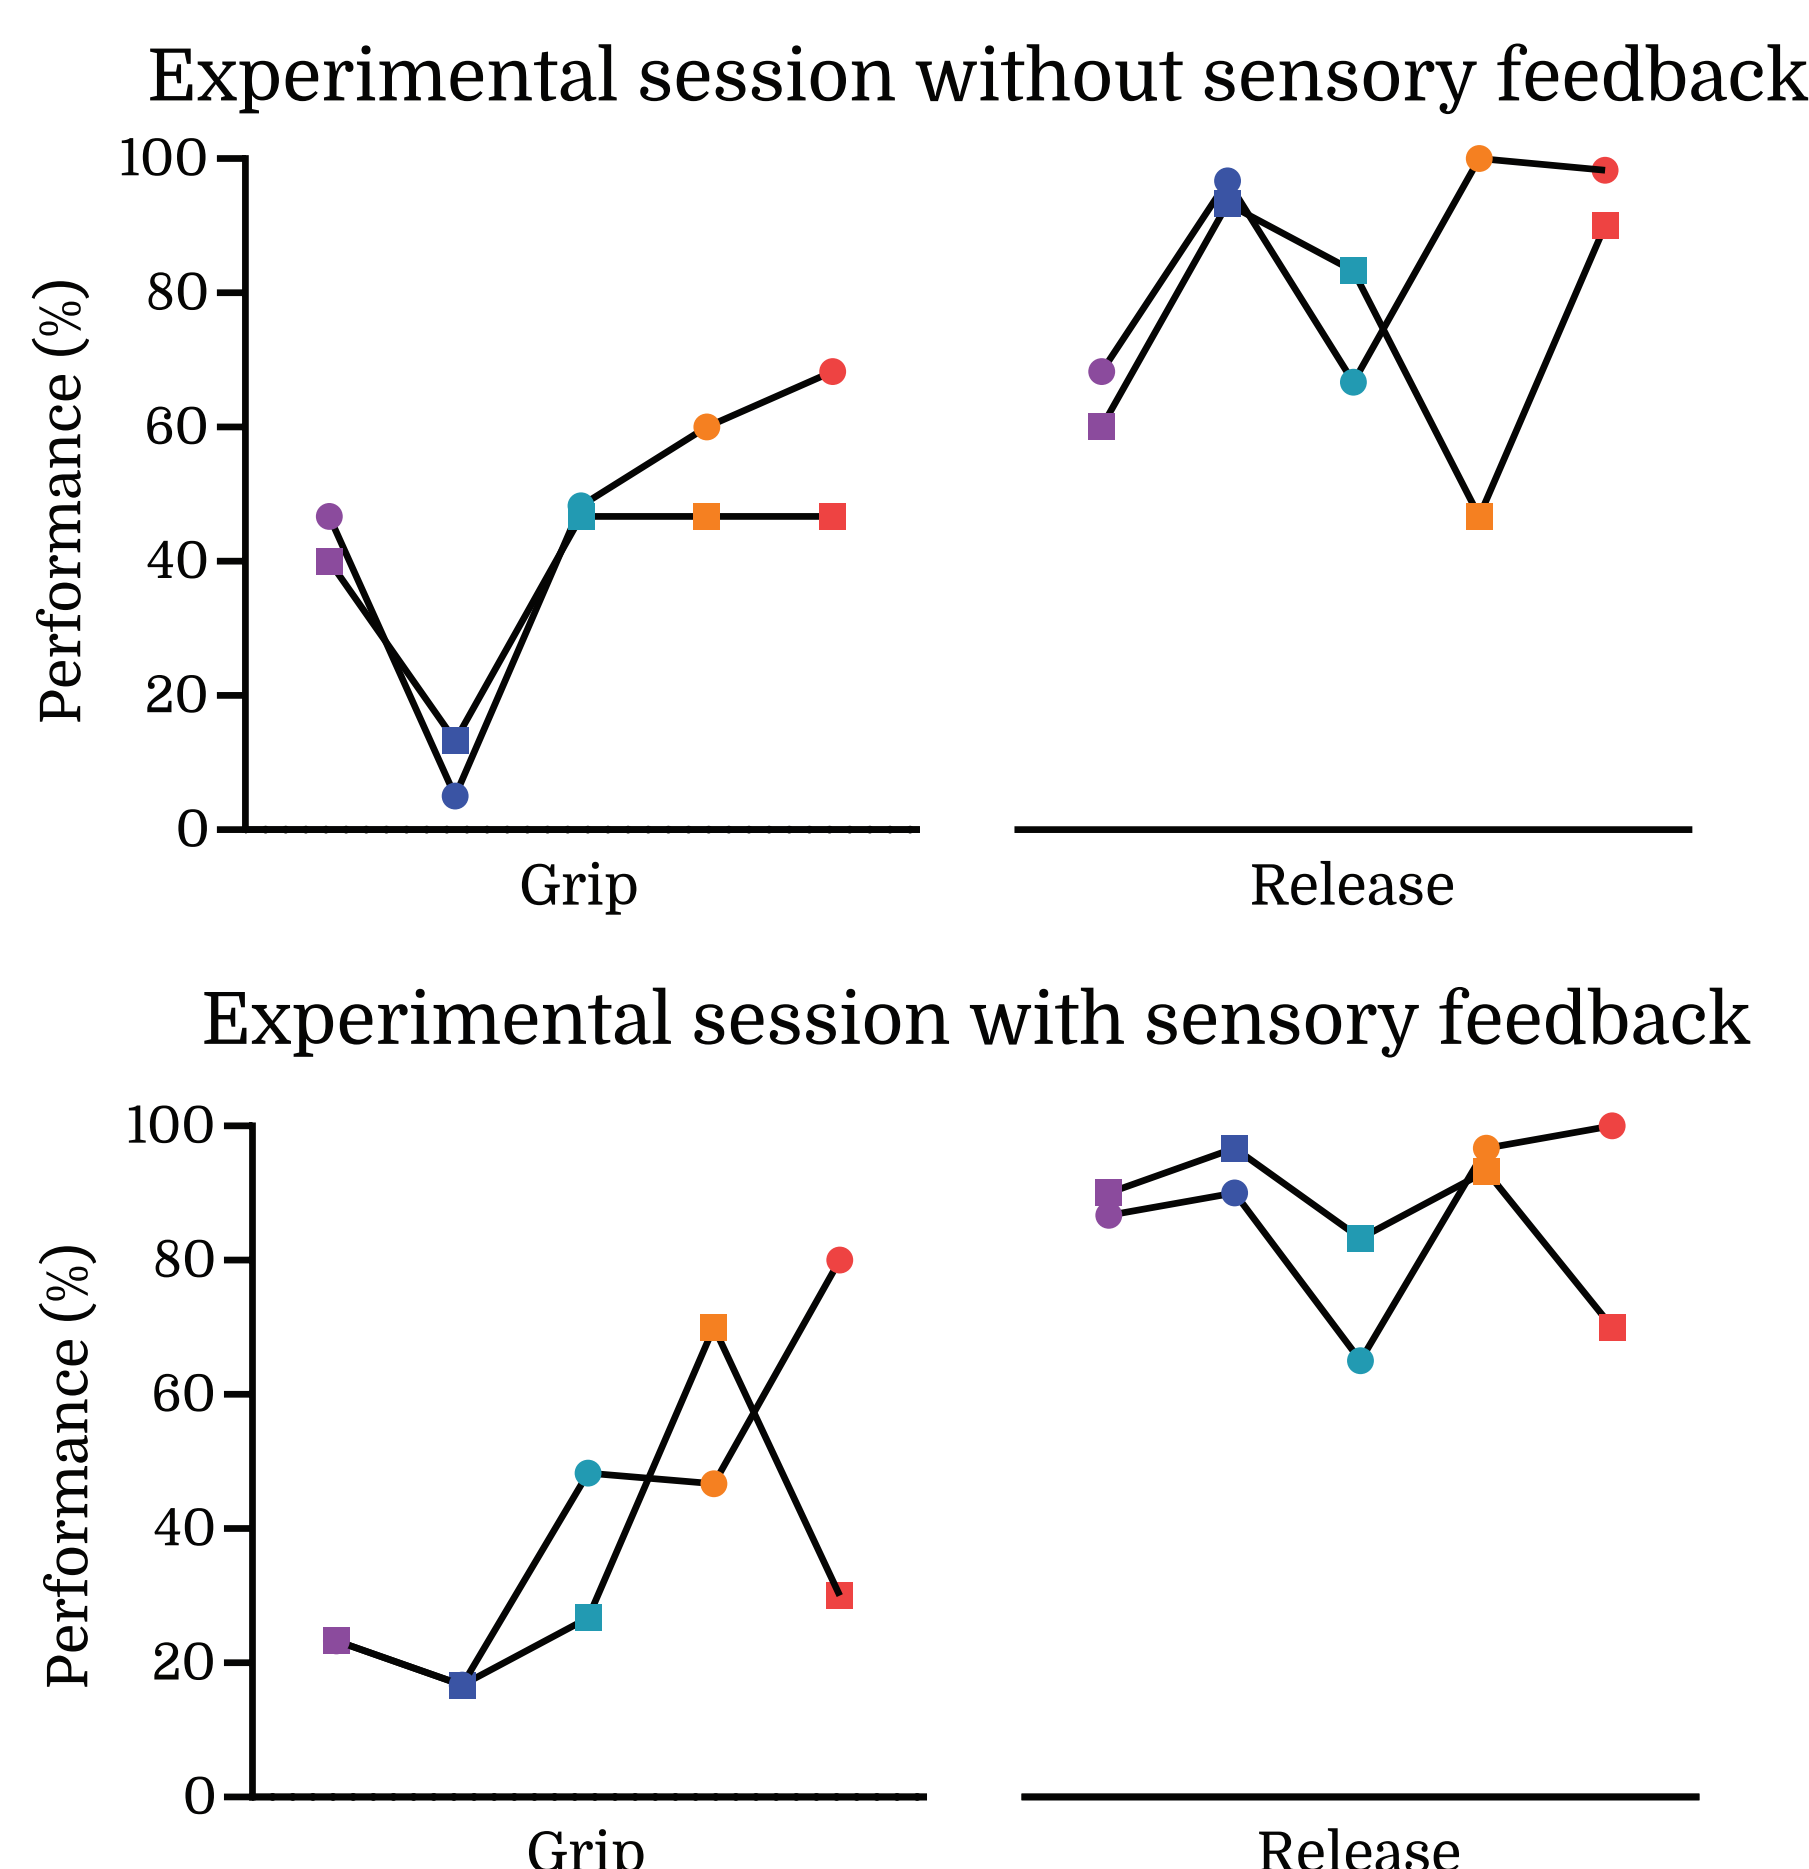 Experimental session without sensory feedback
100
80
60
40
20
0
Performance (%)
Grip
Release
Experimental session with sensory feedback
100
80
60
40
20
0
Performance (%)
Grip
Release